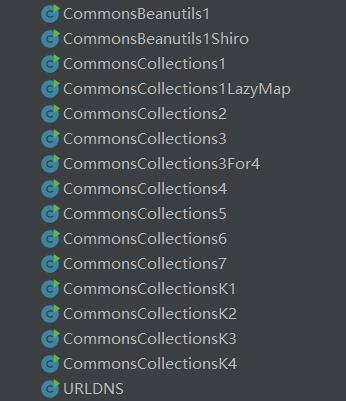 CommonsBeanutils1
CommonsBeanutils1Shiro
CommonsCollections1
CommonsCollections1LazyMap
CommonsCollections2
CommonsCollections3
CommonsCollections3For4
CommonsCollections4
CommonsCollections5
CommonsCollections6
CommonsCollections7
CommonsCollectionsK1
CommonsCollectionsK2
CommonsCollectionsK3
CommonsCollectionsK4
URLDNS